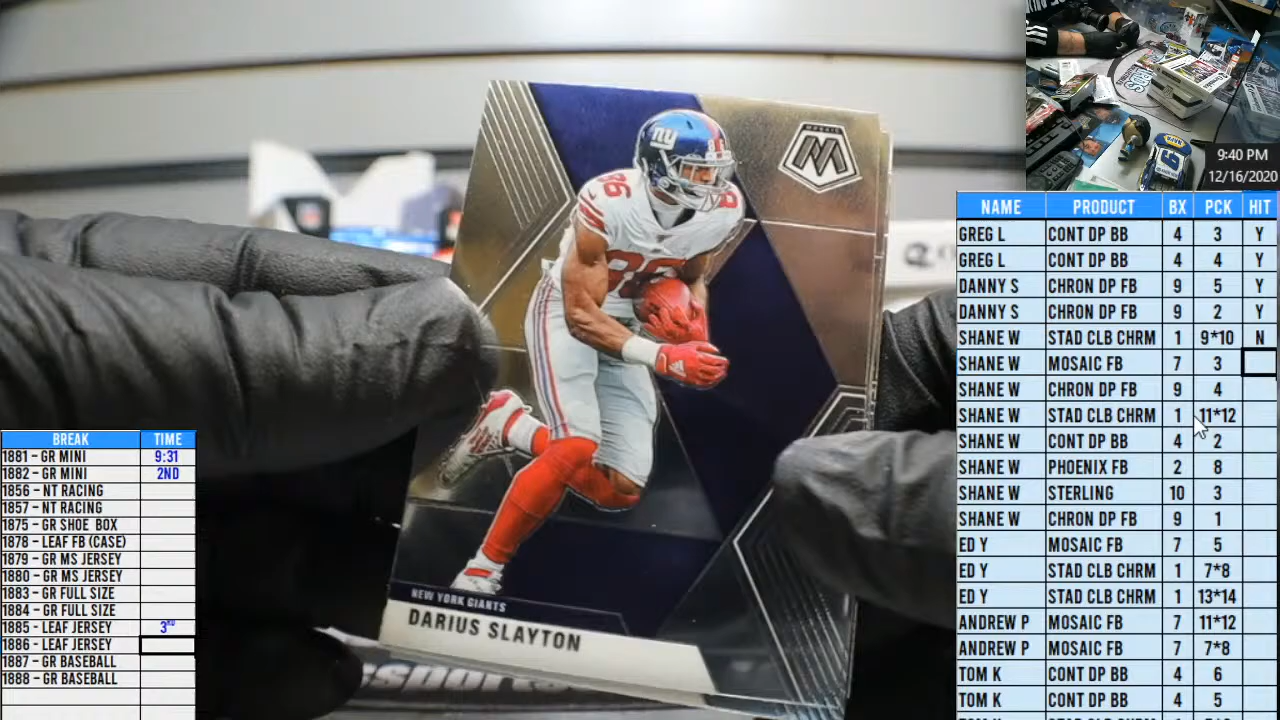 NY
86
86
8
MOSAIC
M
NEW YORK GIANTS
DARIUS SLAYTON
9:40 PM
12/16/2020
NAME PRODUCT BX PCK HIT
GREG L CONT DP BB 4 3 Y
GREG L CONT DP BB 4 4 Y
DANNY S CHRON DP FB 9 5 Y
DANNY S CHRON DP FB 9 2 Y
SHANE W STAD CLB CHRM 1 9*10 N
SHANE W MOSAIC FB 7 3
SHANE W CHRON DP FB 9 4
SHANE W STAD CLB CHRM 1 11*12
SHANE W CONT DP BB 4 2
SHANE W PHOENIX FB 2 8
SHANE W STERLING 10 3
SHANE W CHRON DP FB 9 1
ED Y MOSAIC FB 7 5
ED Y STAD CLB CHRM 1 7*8
ED Y STAD CLB CHRM 1 13*14
ANDREW P MOSAIC FB 7 11*12
ANDREW P MOSAIC FB 7 7*8
TOM K CONT DP BB 4 6
TOM K CONT DP BB 4 5
BREAK TIME
1881 - GR MINI 9:31
1882 - GR MINI 2ND
1856 - NT RACING
1857 - NT RACING
1875 - GR SHOE BOX
1878 - LEAF FB (CASE)
1879 - GR MS JERSEY
1880 - GR MS JERSEY
1883 - GR FULL SIZE
1884 - GR FULL SIZE
1885 - LEAF JERSEY 3RD
1886 - LEAF JERSEY
1887 - GR BASEBALL
1888 - GR BASEBALL